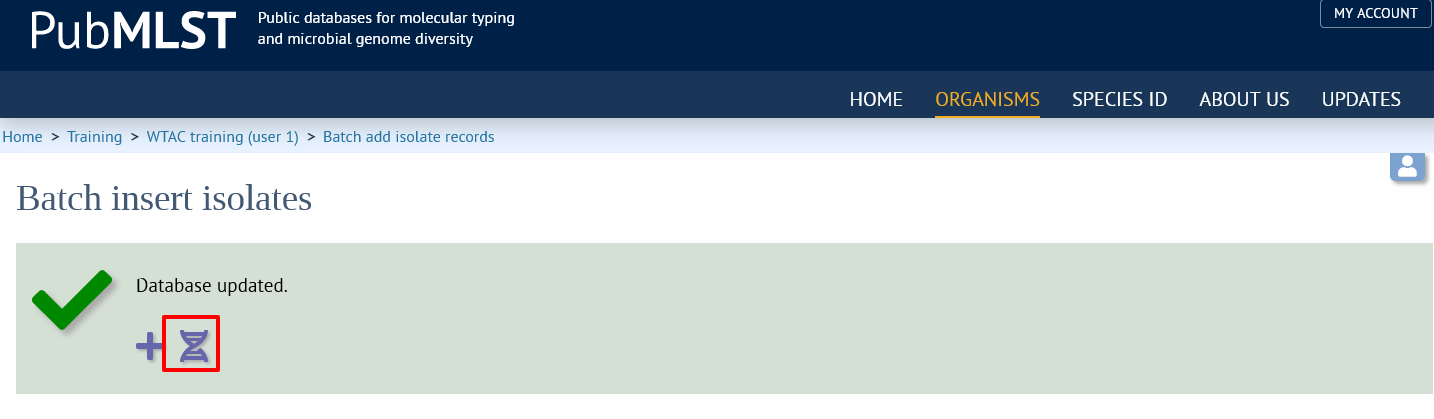 PubMLST
Public databases for molecular typing
and microbial genome diversity
MY ACCOUNT
HOME ORGANISMS SPECIES ID ABOUT US UPDATES
Home > Training > WTAC training (user 1) > Batch add isolate records
Batch insert isolates
Database updated.